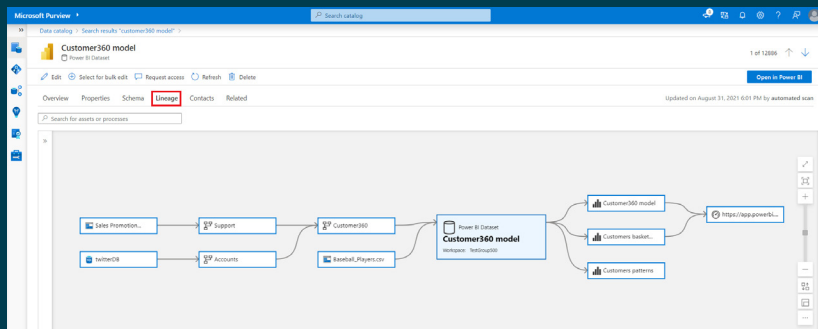 Microsoft Purview
Search catalog
Data catalog > Search results "customer360 model" >
Customer360 model
Power BI Dataset
1 of 12886
Edit Select for bulk edit Request access Refresh Delete
Open in Power BI
Overview Properties Schema Lineage Contacts Related
Updated on August 31, 2021 6:01 PM by automated scan
Search for assets or processes
Sales Promotion...
Support
Customer360
twitterDB
Accounts
Baseball_Players.csv
Power BI Dataset
Customer360 model
Workspace: TestGroup500
Customer360 model
Customers basket...
Customers patterns
https://app.powerbi...